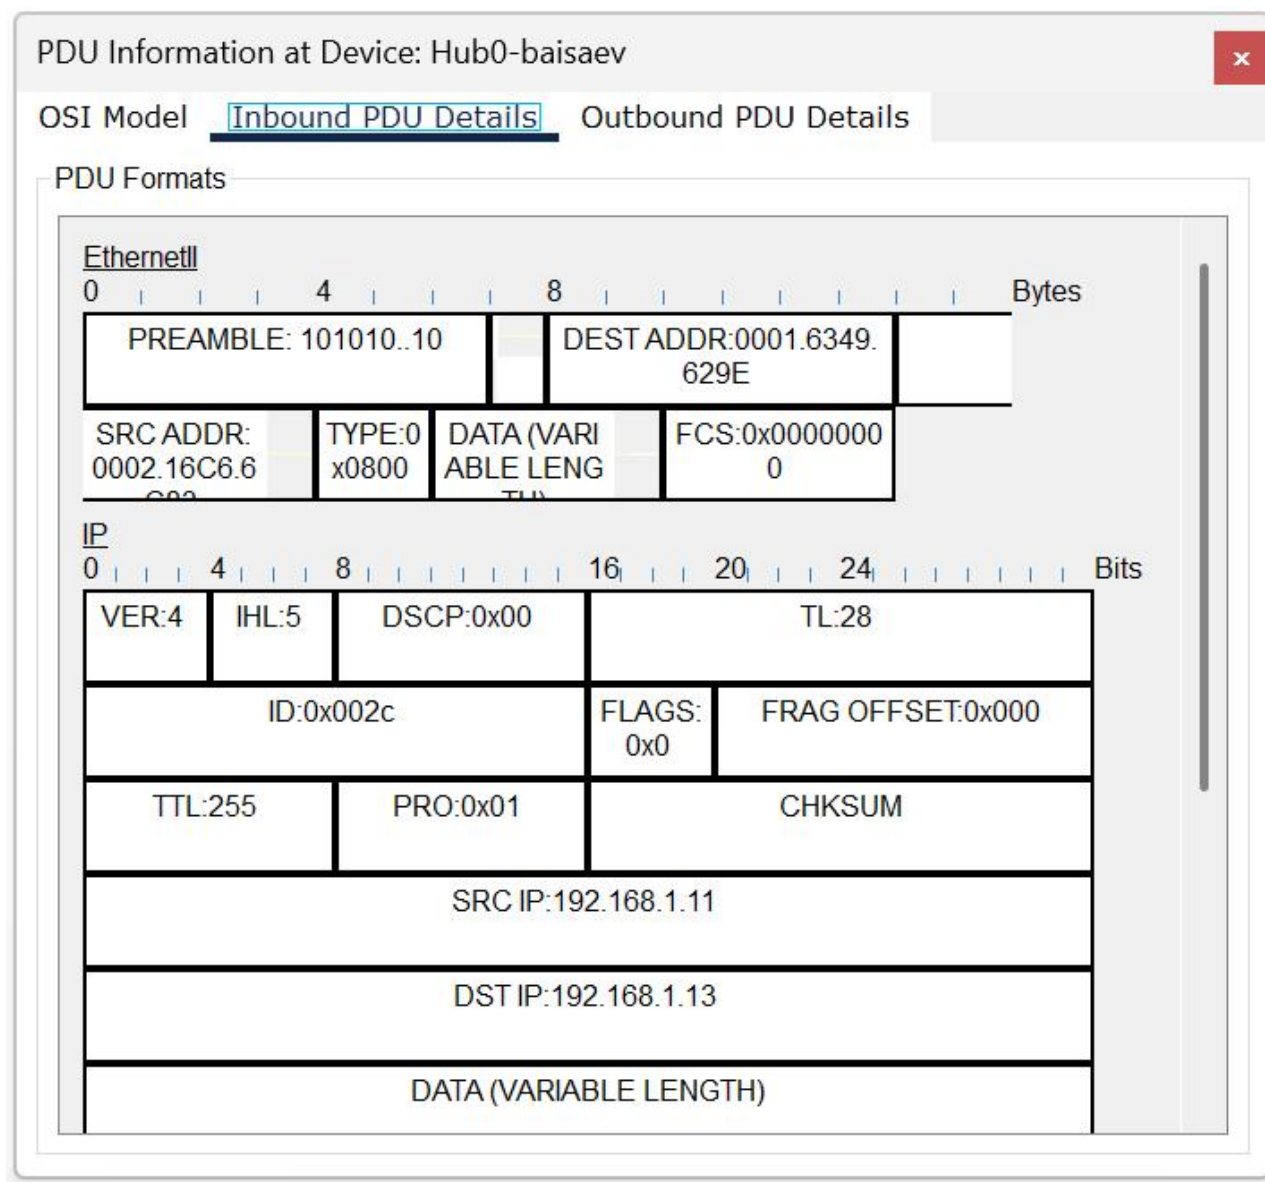 PDU Information at Device: Hub0-baisaev
x
OSI Model Inbound PDU Details Outbound PDU Details
PDU Formats
EthernetII
0 4 8 Bytes
PREAMBLE: 101010..10 DEST ADDR:0001.6349.
629E
SRC ADDR: TYPE:0 DATA (VARI FCS:0x0000000
0002.16C6.6 x0800 ABLE LENG 0
TH)
IP
0 4 8 16 20 24 Bits
VER:4 IHL:5 DSCP:0x00 TL:28
ID:0x002c FLAGS: FRAG OFFSET:0x000
0x0
TTL:255 PRO:0x01 CHKSUM
SRC IP:192.168.1.11
DST IP:192.168.1.13
DATA (VARIABLE LENGTH)